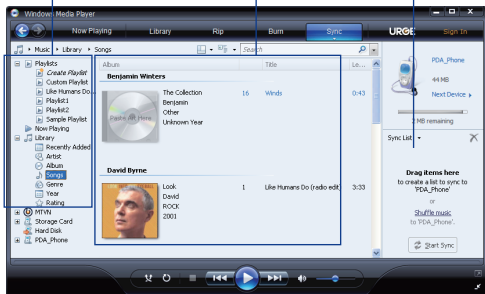 Windows Media Player
Now Playing Library Rip Burn Sync URGE Sign In
Music ▸ Library ▸ Songs
Search
Playlists
Create Playlist
Custom Playlist
Like Humans Do...
Playlist1
Playlist2
Sample Playlist
Now Playing
Library
Recently Added
Artist
Album
Songs
Genre
Year
Rating
MTVN
Storage Card
Hard Disk
PDA_Phone
Album Title Le...
Benjamin Winters
Paste Art Here
The Collection 16 Winds 0:43
Benjamin
Other
Unknown Year
David Byrne
Look 1 Like Humans Do (radio edit) 3:33
David
ROCK
2001
PDA_Phone
44 MB
Next Device ▸
MB remaining
Sync List
Drag items here
to create a list to sync to
'PDA_Phone'
or
Shuffle music
to 'PDA_Phone'.
Start Sync